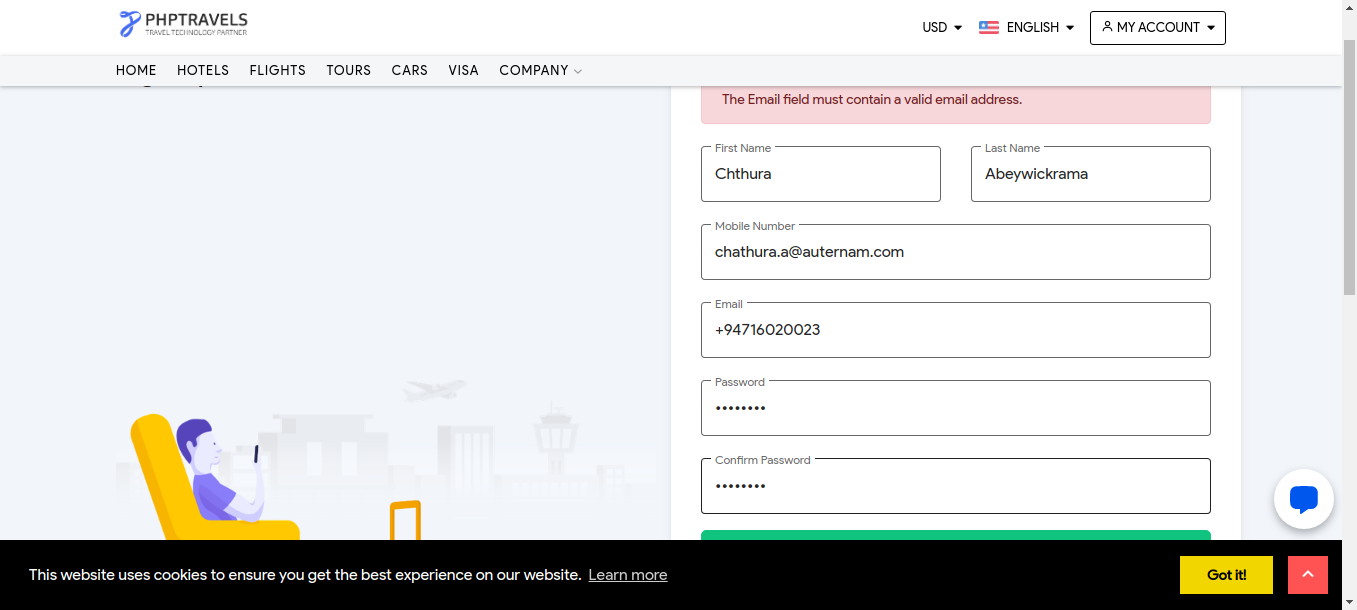 PHPTRAVELS
TRAVEL TECHNOLOGY PARTNER
USD
ENGLISH
MY ACCOUNT
HOME HOTELS FLIGHTS TOURS CARS VISA COMPANY
The Email field must contain a valid email address.
First Name
Chthura
Last Name
Abeywickrama
Mobile Number
chathura.a@auternam.com
Email
+94716020023
Password
••••••••
Confirm Password
••••••••
This website uses cookies to ensure you get the best experience on our website. Learn more
Got it!